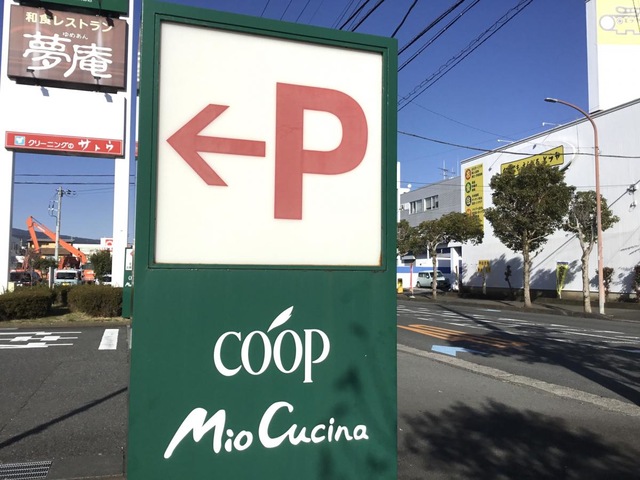 和食レストラン
ゆめあん
夢庵
クリーニングの サトウ
P
COOP
Mio Cucina